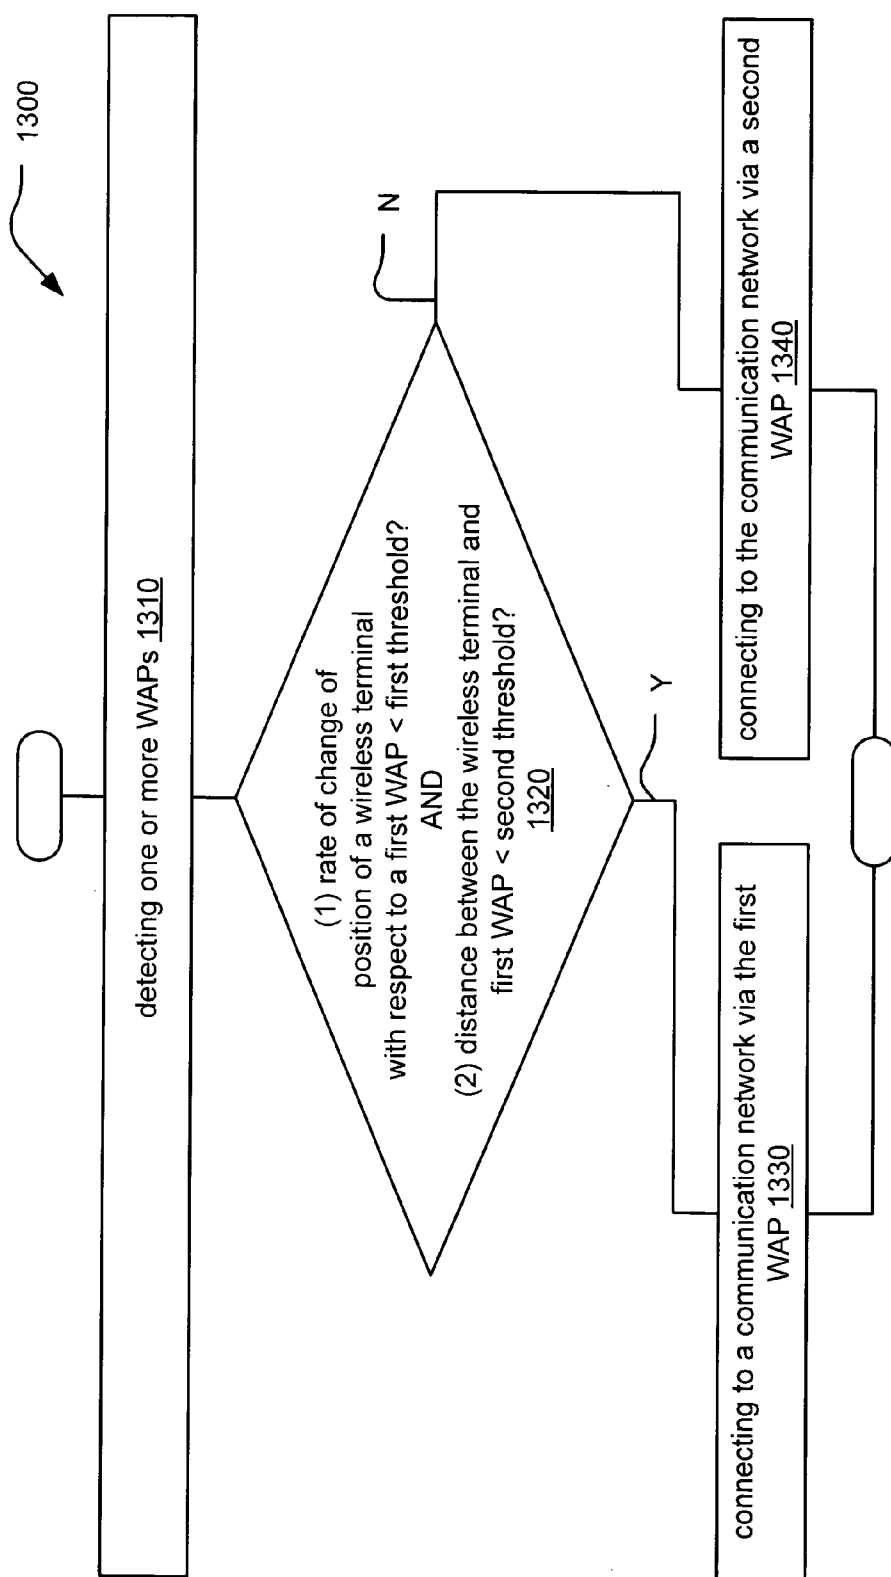 1300
detecting one or more WAPs 1310
(1) rate of change of
position of a wireless terminal
with respect to a first WAP < first threshold?
AND
(2) distance between the wireless terminal and
first WAP < second threshold?
1320
N
Y
connecting to a communication network via the first
WAP 1330
connecting to the communication network via a second
WAP 1340